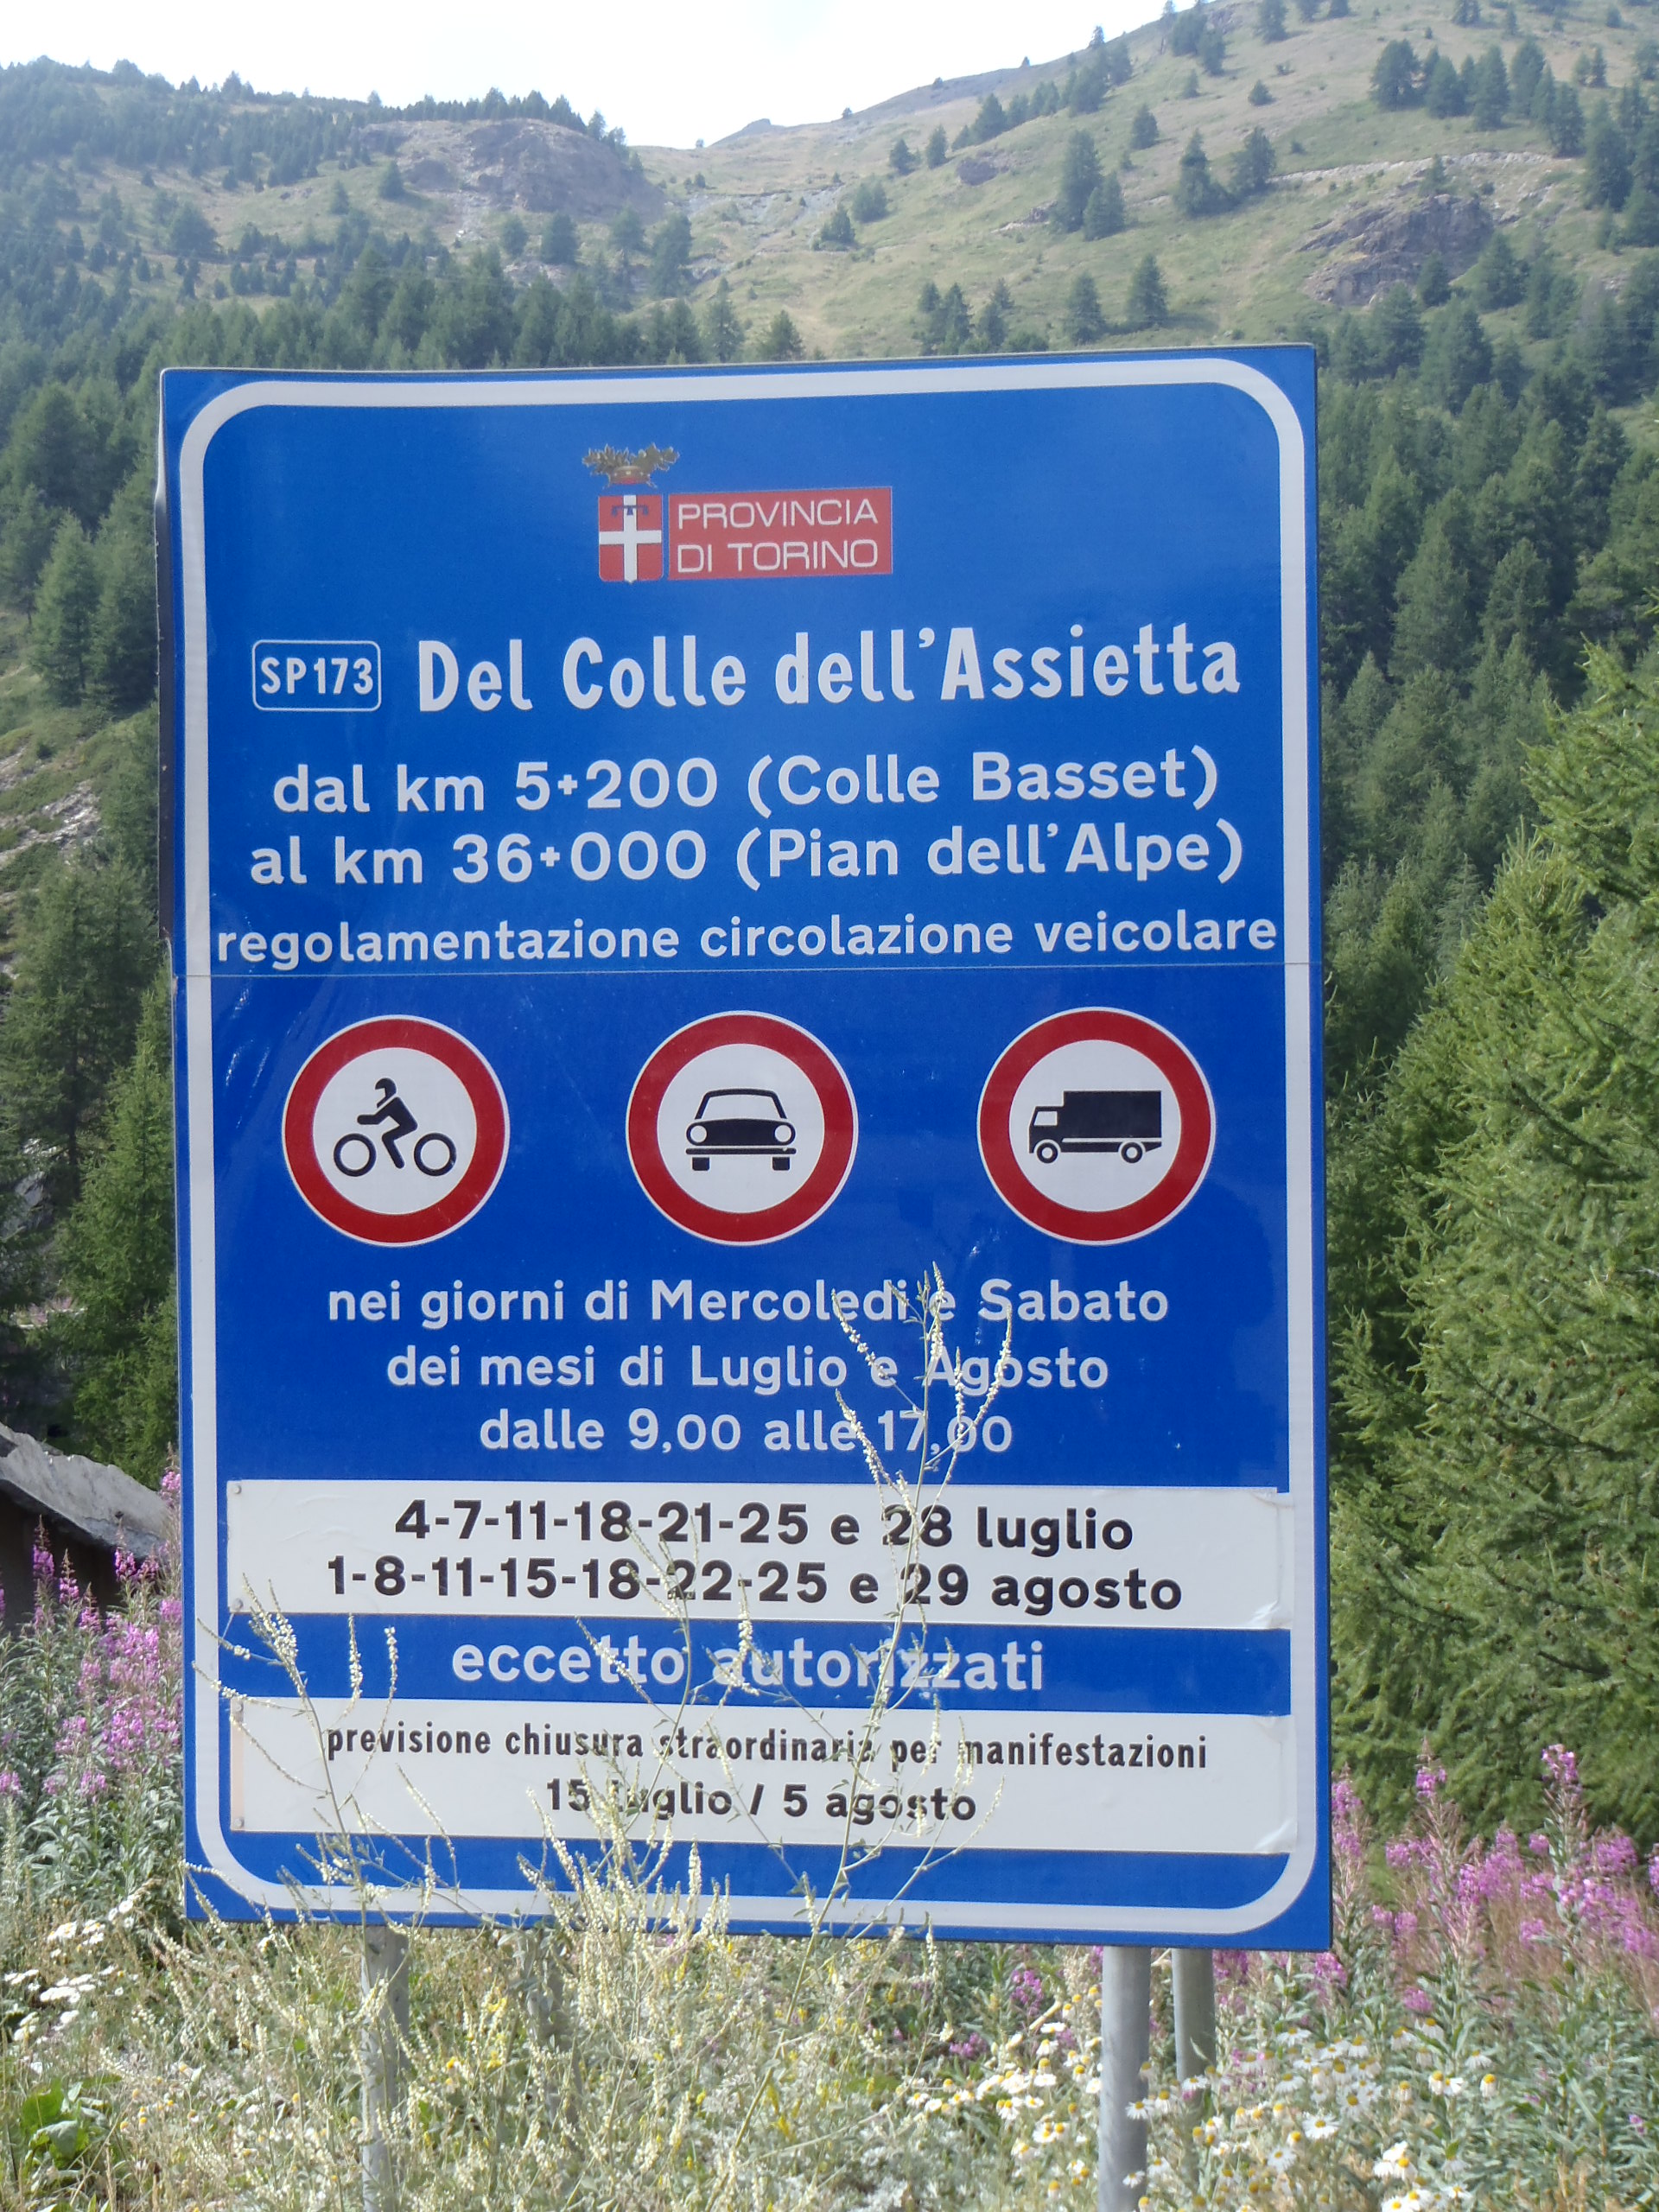 PROVINCIA
DI TORINO
SP173 Del Colle dell'Assietta
dal km 5+200 (Colle Basset)
al km 36+000 (Pian dell'Alpe)
regolamentazione circolazione veicolare
nei giorni di Mercoledì e Sabato
dei mesi di Luglio e Agosto
dalle 9,00 alle 17,00
4-7-11-18-21-25 e 28 luglio
1-8-11-15-18-22-25 e 29 agosto
eccetto autorizzati
previsione chiusura straordinaria per manifestazioni
15 luglio / 5 agosto